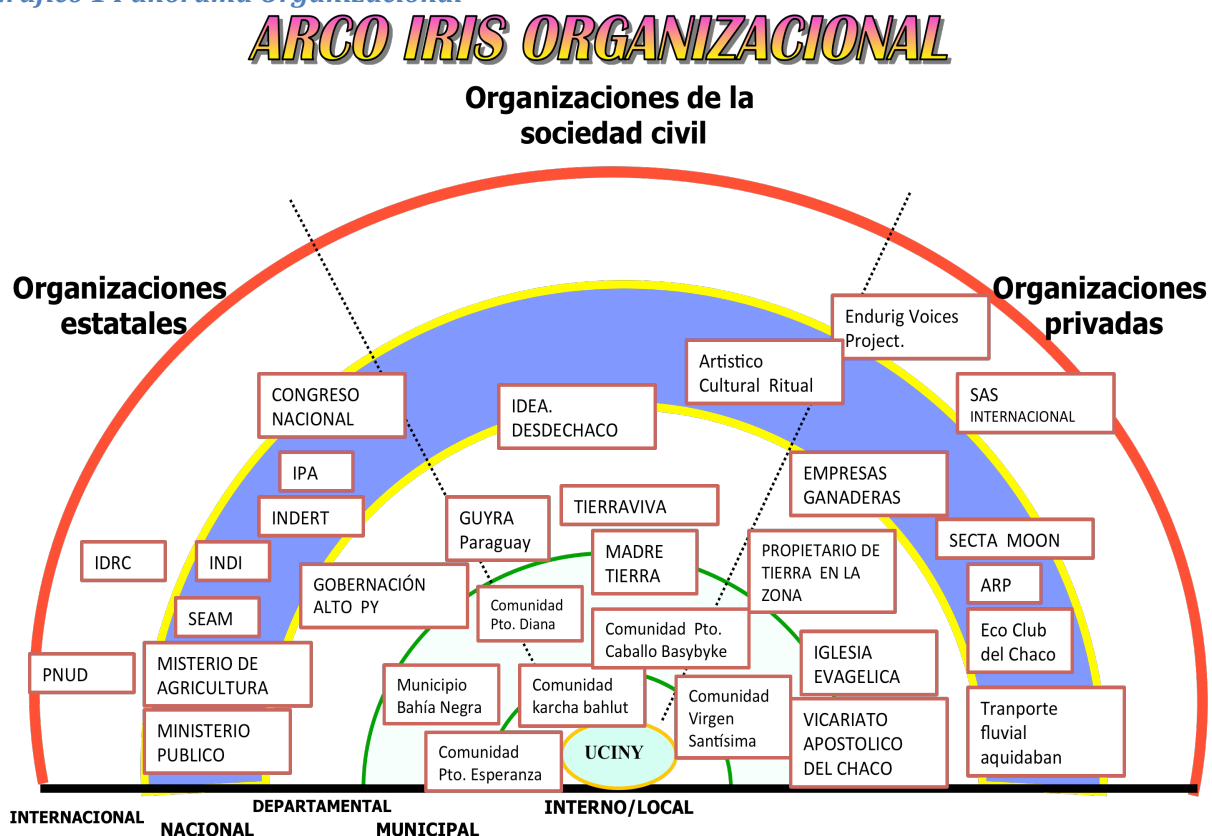 Gráfico 1 Panorama Organizacional
ARCO IRIS ORGANIZACIONAL
Organizaciones de la
sociedad civil
Organizaciones
estatales
Organizaciones
privadas
Endurig Voices
Project.
Artistico
Cultural Ritual
SAS
INTERNACIONAL
CONGRESO
NACIONAL
IDEA.
DESDECHACO
IPA
EMPRESAS
GANADERAS
INDERT
GUYRA
Paraguay
TIERRAVIVA
SECTA MOON
IDRC
INDI
MADRE
TIERRA
PROPIETARIO DE
TIERRA EN LA
ZONA
GOBERNACIÓN
ALTO PY
ARP
SEAM
Comunidad
Pto. Diana
Comunidad Pto.
Caballo Basybyke
Eco Club
del Chaco
PNUD
MISTERIO DE
AGRICULTURA
IGLESIA
EVAGELICA
Municipio
Bahía Negra
Comunidad
karcha bahlut
Comunidad
Virgen
Santísima
Tranporte
fluvial
aquidaban
MINISTERIO
PUBLICO
VICARIATO
APOSTOLICO
DEL CHACO
Comunidad
Pto. Esperanza
UCINY
INTERNACIONAL
NACIONAL
DEPARTAMENTAL
MUNICIPAL
INTERNO/LOCAL